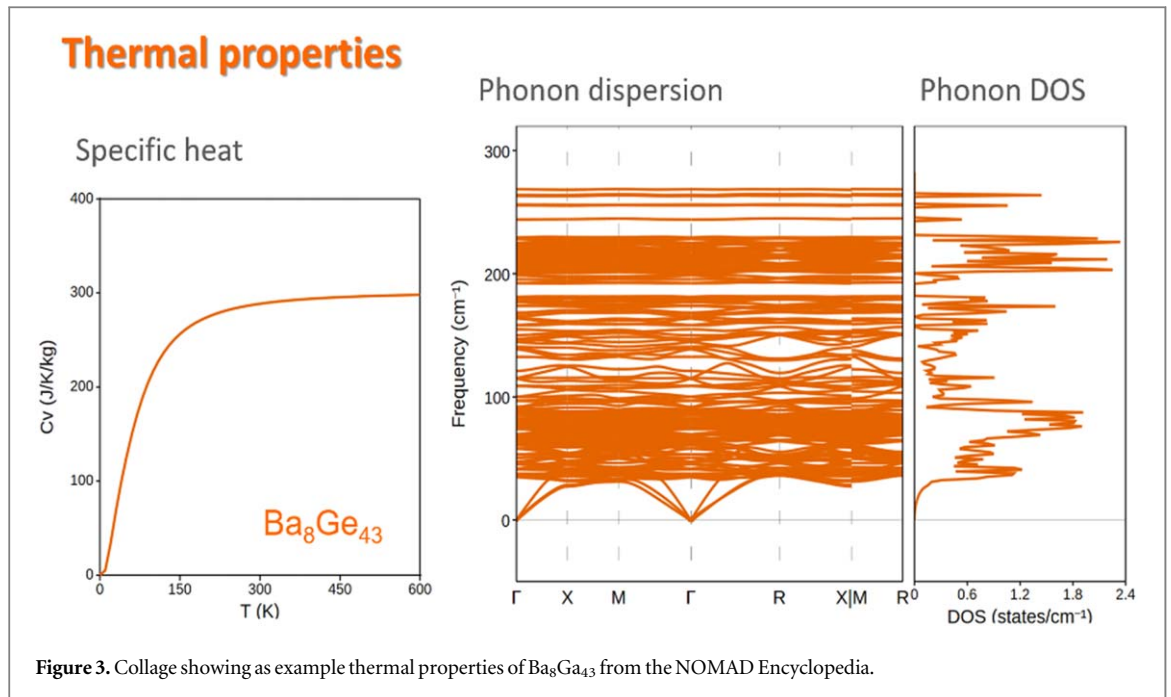 Thermal properties
Specific heat
400
300
200
100
0
Cv (J/K/kg)
Ba₈Ge₄₃
0 150 300 450 600
T (K)
Phonon dispersion
300
200
100
0
Frequency (cm⁻¹)
Γ X M Γ R X|M R
Phonon DOS
0 0.6 1.2 1.8 2.4
DOS (states/cm⁻¹)
Figure 3. Collage showing as example thermal properties of Ba₈Ga₄₃ from the NOMAD Encyclopedia.